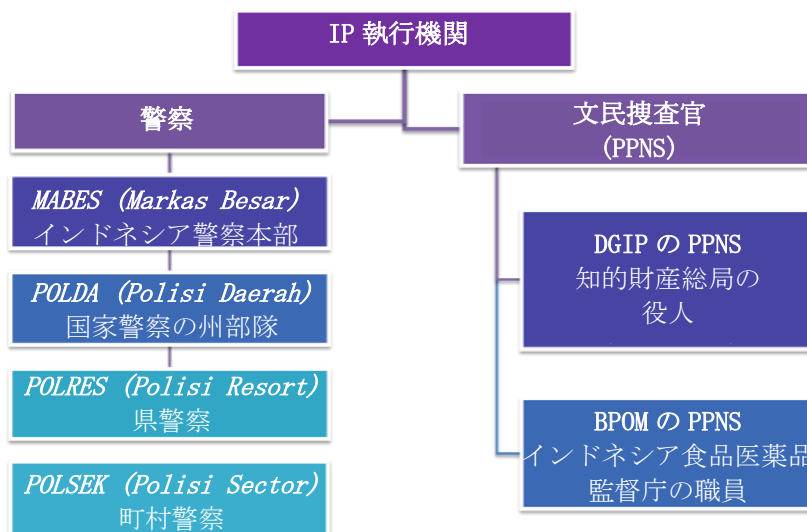 IP 執行機関
警察
MABES (Markas Besar)
インドネシア警察本部
POLDA (Polisi Daerah)
国家警察の州部隊
POLRES (Polisi Resort)
県警察
POLSEK (Polisi Sector)
町村警察
文民捜査官
(PPNS)
DGIP の PPNS
知的財産総局の
役人
BPOM の PPNS
インドネシア食品医薬品
監督庁の職員